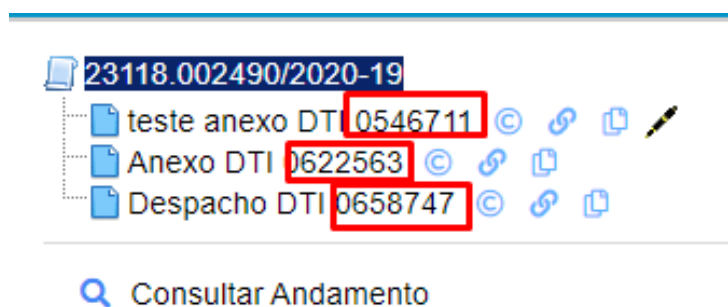 23118.002490/2020-19
teste anexo DTI 0546711 ©
Anexo DTI 0622563 ©
Despacho DTI 0658747 ©
Consultar Andamento